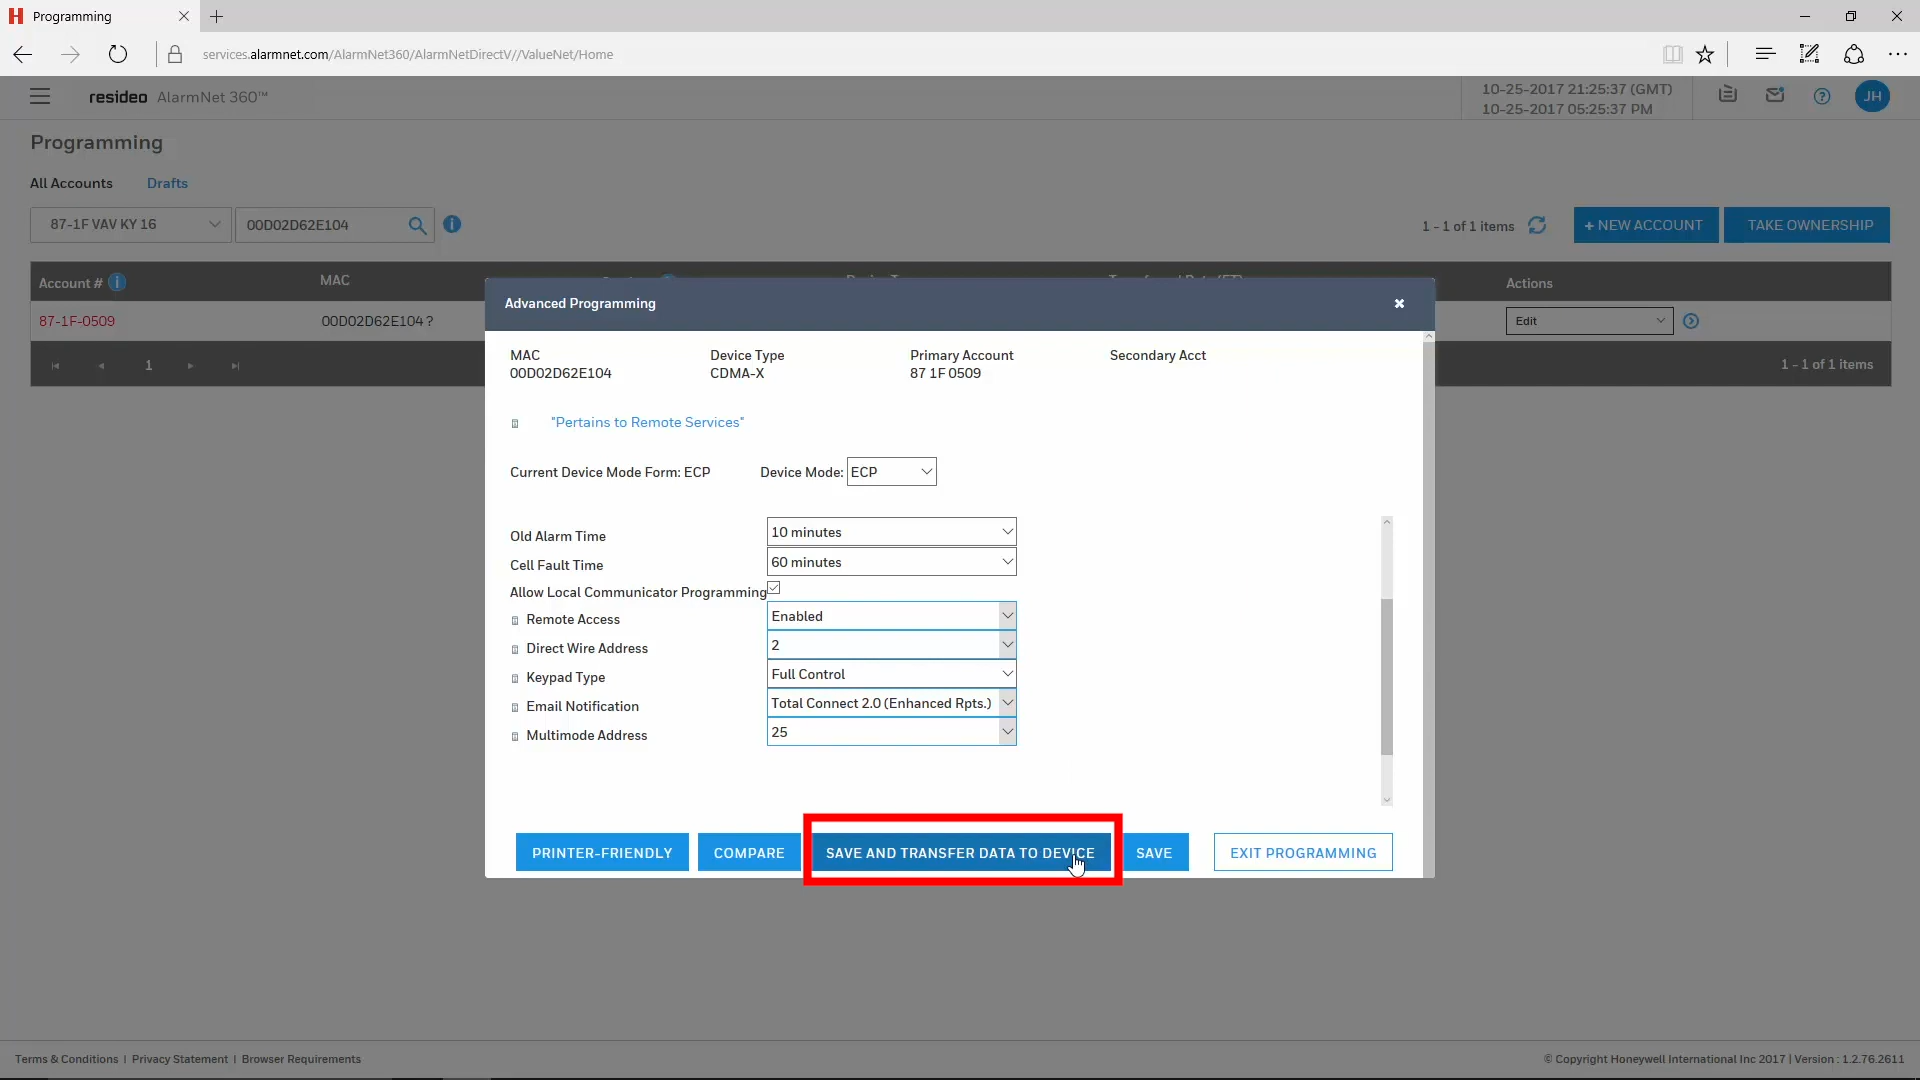 Programming
services.alarmnet.com/AlarmNet360/AlarmNetDirectV//ValueNet/Home
resideo AlarmNet 360™
10-25-2017 21:25:37 (GMT)
10-25-2017 05:25:37 PM
JH
Programming
All Accounts Drafts
87-1F VAV KY 16 00D02D62E104
1 - 1 of 1 items
+ NEW ACCOUNT TAKE OWNERSHIP
Account # MAC Actions
87-1F-0509 00D02D62E104 ? Edit
1 1 - 1 of 1 items
Advanced Programming
MAC Device Type Primary Account Secondary Acct
00D02D62E104 CDMA-X 87 1F 0509
"Pertains to Remote Services"
Current Device Mode Form: ECP Device Mode: ECP
Old Alarm Time 10 minutes
Cell Fault Time 60 minutes
Allow Local Communicator Programming
Remote Access Enabled
Direct Wire Address 2
Keypad Type Full Control
Email Notification Total Connect 2.0 (Enhanced Rpts.)
Multimode Address 25
PRINTER-FRIENDLY COMPARE SAVE AND TRANSFER DATA TO DEVICE SAVE EXIT PROGRAMMING
Terms & Conditions | Privacy Statement | Browser Requirements
© Copyright Honeywell International Inc 2017 | Version : 1.2.76.2611